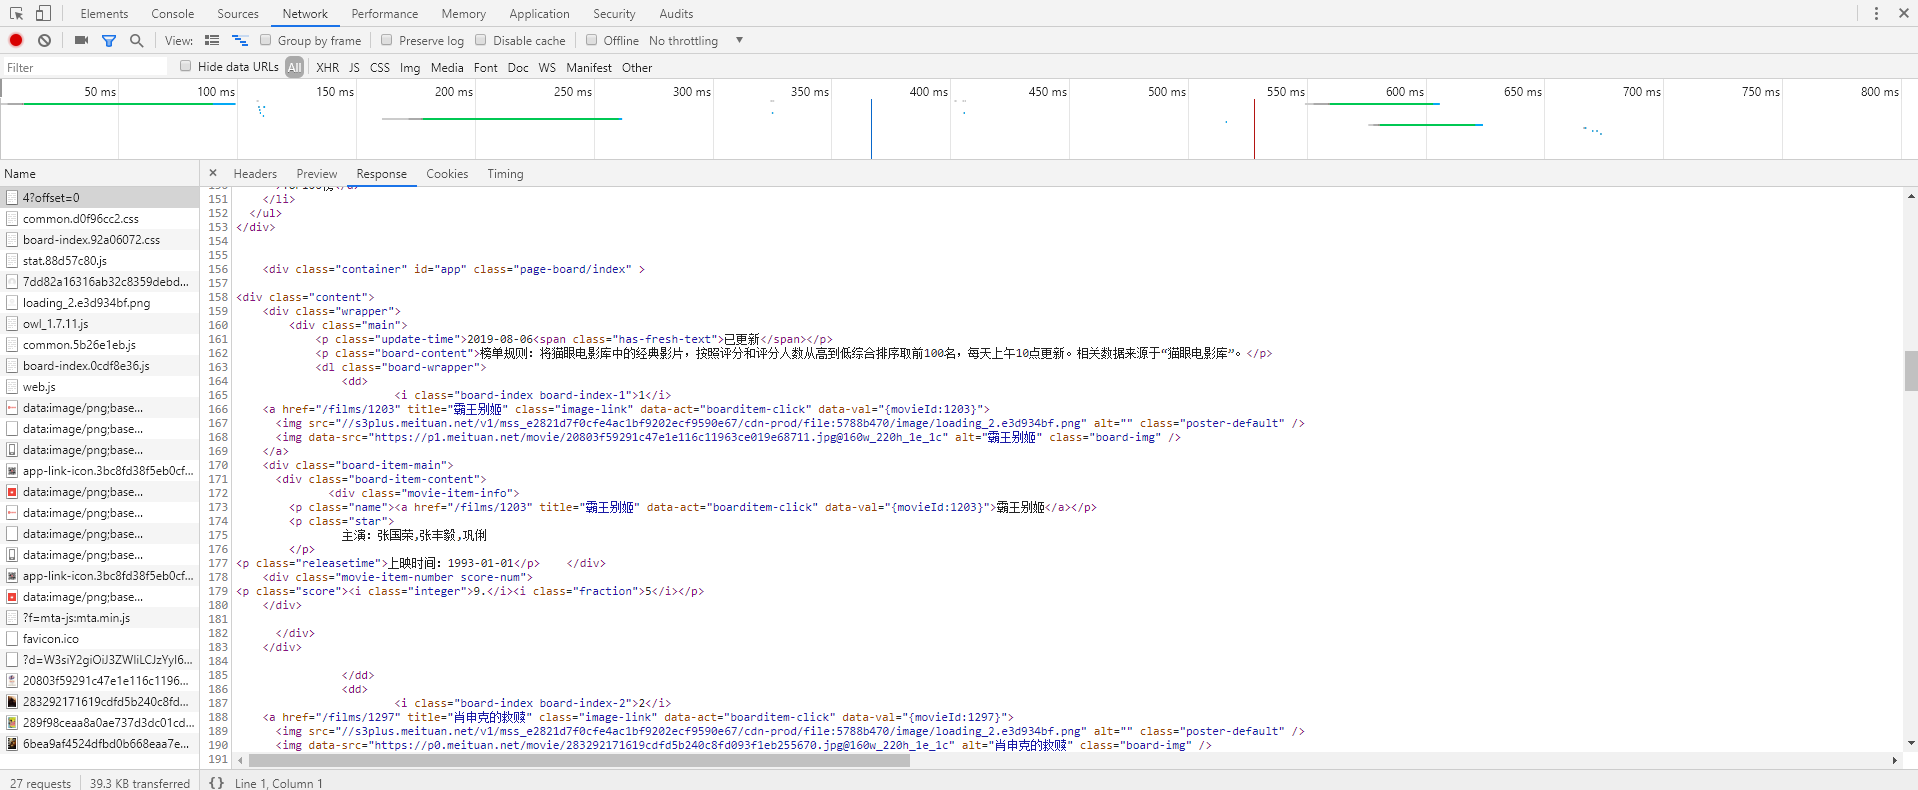 Elements Console Sources Network Performance Memory Application Security Audits
View: Group by frame Preserve log Disable cache Offline No throttling
Filter Hide data URLs All XHR JS CSS Img Media Font Doc WS Manifest Other
50 ms 100 ms 150 ms 200 ms 250 ms 300 ms 350 ms 400 ms 450 ms 500 ms 550 ms 600 ms 650 ms 700 ms 750 ms 800 ms
Name
4?offset=0
common.d0f96cc2.css
board-index.92a06072.css
stat.88d57c80.js
7dd82a16316ab32c8359debd...
loading_2.e3d934bf.png
owl_1.7.11.js
common.5b26e1eb.js
board-index.0cdf8e36.js
web.js
data:image/png;base...
data:image/png;base...
data:image/png;base...
app-link-icon.3bc8fd38f5eb0cf...
data:image/png;base...
data:image/png;base...
data:image/png;base...
data:image/png;base...
app-link-icon.3bc8fd38f5eb0cf...
data:image/png;base...
?f=mta-js:mta.min.js
favicon.ico
?d=W3siY2giOiJ3ZWIiLCJzYyI6...
20803f59291c47e1e116c1196...
283292171619cdfd5b240c8fd...
289f98ceaa8a0ae737d3dc01cd...
6bea9af4524dfbd0b668eaa7e...
27 requests 39.3 KB transferred
× Headers Preview Response Cookies Timing
151 </li>
152 </ul>
153 </div>
154
155
156 <div class="container" id="app" class="page-board/index" >
157
158 <div class="content">
159 <div class="wrapper">
160 <div class="main">
161 <p class="update-time">2019-08-06<span class="has-fresh-text">已更新</span></p>
162 <p class="board-content">榜单规则：将猫眼电影库中的经典影片，按照评分和评分人数从高到低综合排序取前100名，每天上午10点更新。相关数据来源于“猫眼电影库”。</p>
163 <dl class="board-wrapper">
164 <dd>
165 <i class="board-index board-index-1">1</i>
166 <a href="/films/1203" title="霸王别姬" class="image-link" data-act="boarditem-click" data-val="{movieId:1203}">
167 <img src="//s3plus.meituan.net/v1/mss_e2821d7f0cfe4ac1bf9202ecf9590e67/cdn-prod/file:5788b470/image/loading_2.e3d934bf.png" alt="" class="poster-default" />
168 <img data-src="https://p1.meituan.net/movie/20803f59291c47e1e116c11963ce019e68711.jpg@160w_220h_1e_1c" alt="霸王别姬" class="board-img" />
169 </a>
170 <div class="board-item-main">
171 <div class="board-item-content">
172 <div class="movie-item-info">
173 <p class="name"><a href="/films/1203" title="霸王别姬" data-act="boarditem-click" data-val="{movieId:1203}">霸王别姬</a></p>
174 <p class="star">
175 主演：张国荣,张丰毅,巩俐
176 </p>
177 <p class="releasetime">上映时间：1993-01-01</p> </div>
178 <div class="movie-item-number score-num">
179 <p class="score"><i class="integer">9.</i><i class="fraction">5</i></p>
180 </div>
181
182 </div>
183 </div>
184
185 </dd>
186 <dd>
187 <i class="board-index board-index-2">2</i>
188 <a href="/films/1297" title="肖申克的救赎" class="image-link" data-act="boarditem-click" data-val="{movieId:1297}">
189 <img src="//s3plus.meituan.net/v1/mss_e2821d7f0cfe4ac1bf9202ecf9590e67/cdn-prod/file:5788b470/image/loading_2.e3d934bf.png" alt="" class="poster-default" />
190 <img data-src="https://p0.meituan.net/movie/283292171619cdfd5b240c8fd093f1eb255670.jpg@160w_220h_1e_1c" alt="肖申克的救赎" class="board-img" />
191
{} Line 1, Column 1